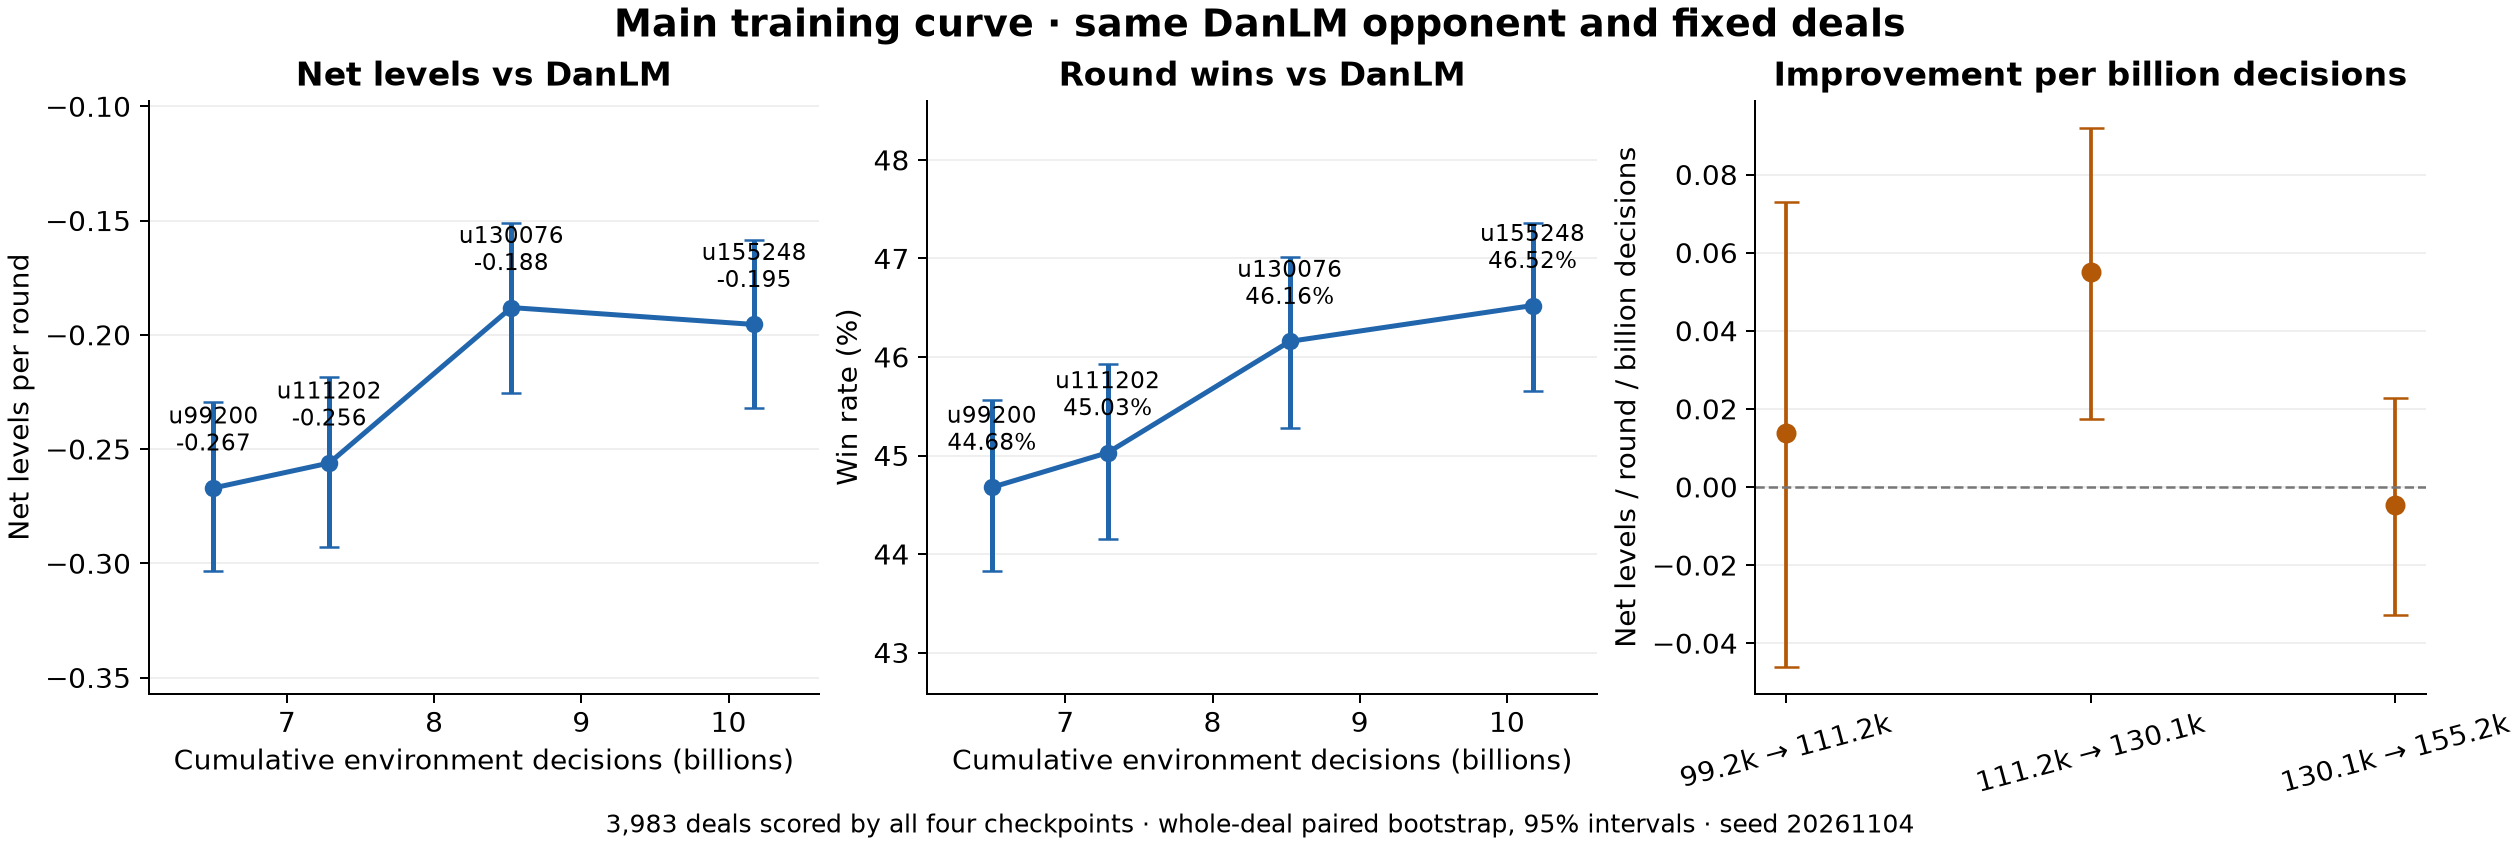 Main training curve · same DanLM opponent and fixed deals
Net levels vs DanLM
Net levels per round
−0.10
−0.15
−0.20
−0.25
−0.30
−0.35
u99200
-0.267
u111202
-0.256
u130076
-0.188
u155248
-0.195
7
8
9
10
Cumulative environment decisions (billions)
Round wins vs DanLM
Win rate (%)
48
47
46
45
44
43
u99200
44.68%
u111202
45.03%
u130076
46.16%
u155248
46.52%
7
8
9
10
Cumulative environment decisions (billions)
Improvement per billion decisions
Net levels / round / billion decisions
0.08
0.06
0.04
0.02
0.00
−0.02
−0.04
99.2k → 111.2k
111.2k → 130.1k
130.1k → 155.2k
3,983 deals scored by all four checkpoints · whole-deal paired bootstrap, 95% intervals · seed 20261104